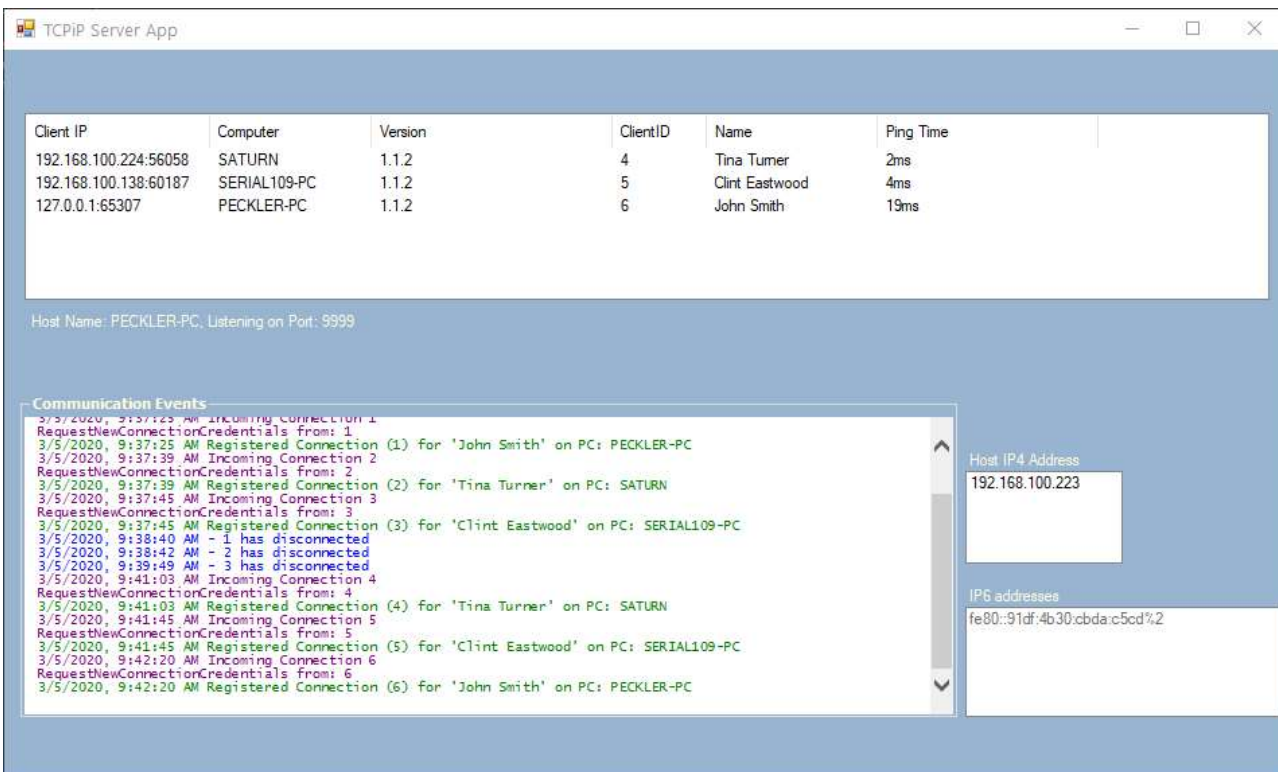 TCPiP Server App
Client IP Computer Version ClientID Name Ping Time
192.168.100.224:56058 SATURN 1.1.2 4 Tina Turner 2ms
192.168.100.138:60187 SERIAL109-PC 1.1.2 5 Clint Eastwood 4ms
127.0.0.1:65307 PECKLER-PC 1.1.2 6 John Smith 19ms
Host Name: PECKLER-PC, Listening on Port: 9999
Communication Events
3/5/2020, 9:37:25 AM Incoming Connection 1
RequestNewConnectionCredentials from: 1
3/5/2020, 9:37:25 AM Registered Connection (1) for 'John Smith' on PC: PECKLER-PC
3/5/2020, 9:37:39 AM Incoming Connection 2
RequestNewConnectionCredentials from: 2
3/5/2020, 9:37:39 AM Registered Connection (2) for 'Tina Turner' on PC: SATURN
3/5/2020, 9:37:45 AM Incoming Connection 3
RequestNewConnectionCredentials from: 3
3/5/2020, 9:37:45 AM Registered Connection (3) for 'Clint Eastwood' on PC: SERIAL109-PC
3/5/2020, 9:38:40 AM - 1 has disconnected
3/5/2020, 9:38:42 AM - 2 has disconnected
3/5/2020, 9:39:49 AM - 3 has disconnected
3/5/2020, 9:41:03 AM Incoming Connection 4
RequestNewConnectionCredentials from: 4
3/5/2020, 9:41:03 AM Registered Connection (4) for 'Tina Turner' on PC: SATURN
3/5/2020, 9:41:45 AM Incoming Connection 5
RequestNewConnectionCredentials from: 5
3/5/2020, 9:41:45 AM Registered Connection (5) for 'Clint Eastwood' on PC: SERIAL109-PC
3/5/2020, 9:42:20 AM Incoming Connection 6
RequestNewConnectionCredentials from: 6
3/5/2020, 9:42:20 AM Registered Connection (6) for 'John Smith' on PC: PECKLER-PC
Host IP4 Address
192.168.100.223
IP6 addresses
fe80::91df:4b30:cbda:c5cd%2